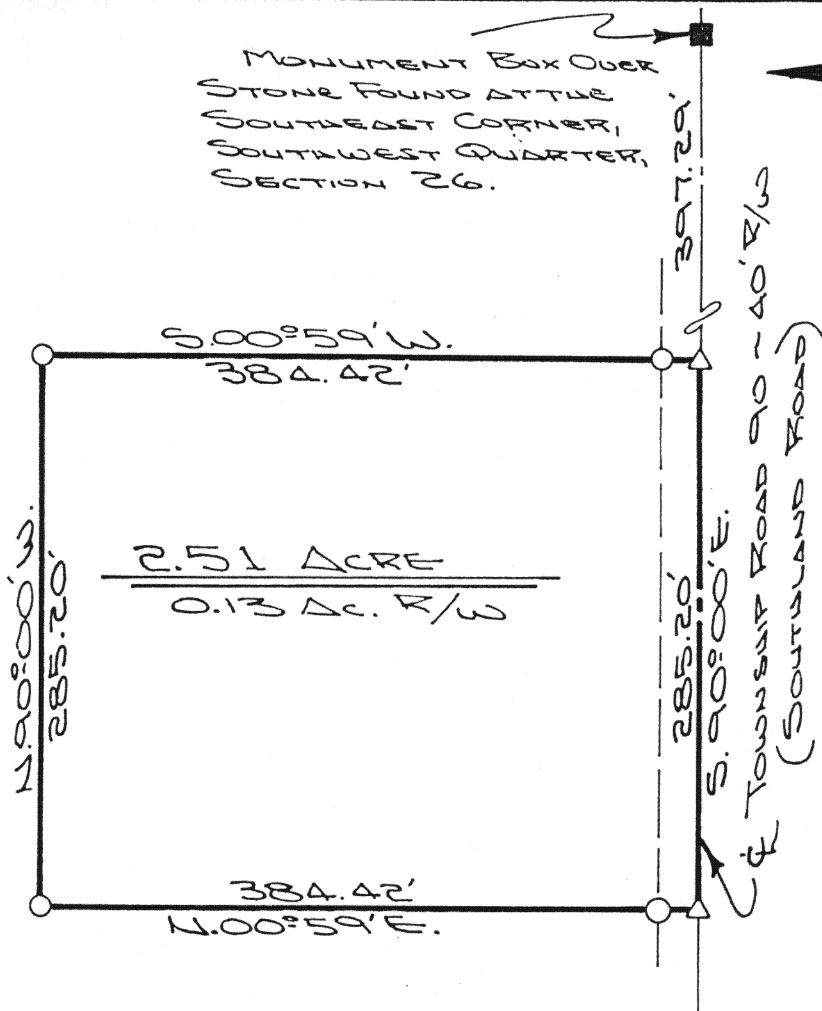 MONUMENT BOX OVER
STONE FOUND AT THE
SOUTHEAST CORNER,
SOUTHWEST QUARTER,
SECTION 26.
397.29'
S.00°59'W.
384.42'
N.90°00'W.
285.20'
2.51 ACRE
0.13 AC. R/W
285.20'
S.90°00'E.
℄ TOWNSHIP ROAD 90 ~ 40' R/W
(SOUTHLAND ROAD)
384.42'
N.00°59'E.